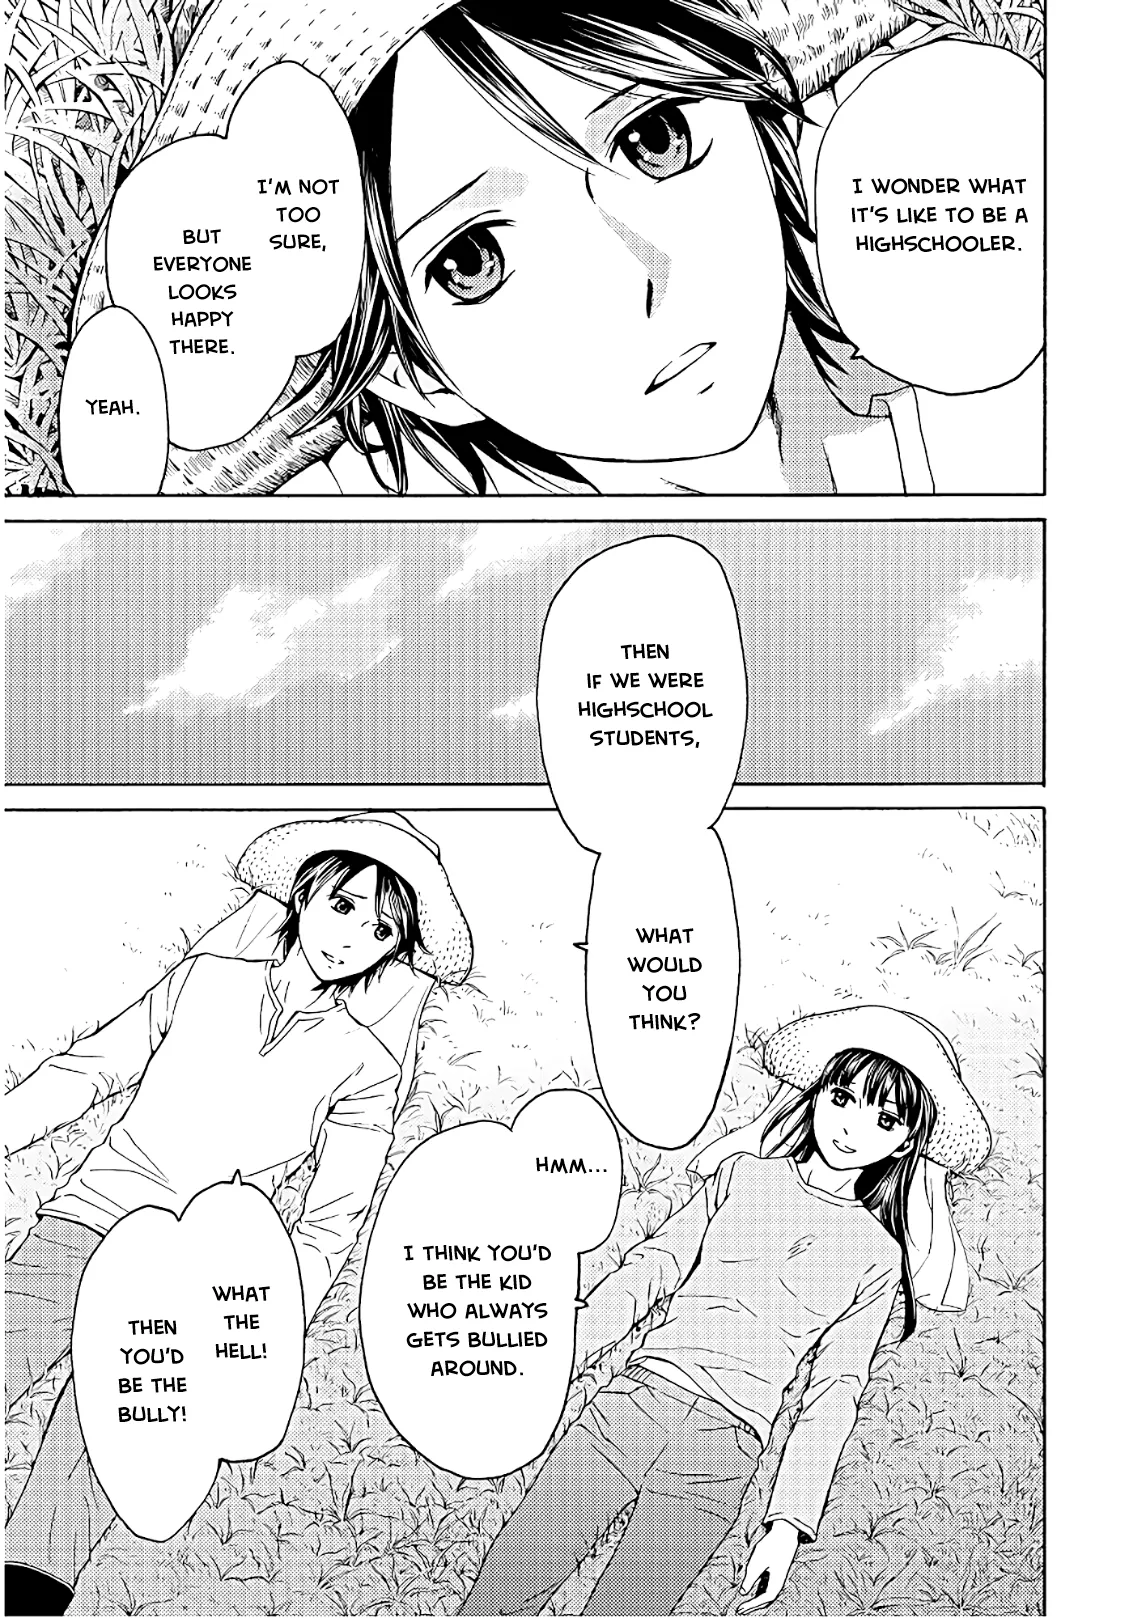 I WONDER WHAT
IT'S LIKE TO BE A
HIGHSCHOOLER.
I'M NOT
TOO
SURE,
BUT
EVERYONE
LOOKS
HAPPY
THERE.
YEAH.
THEN
IF WE WERE
HIGHSCHOOL
STUDENTS,
WHAT
WOULD
YOU
THINK?
HMM...
I THINK YOU'D
BE THE KID
WHO ALWAYS
GETS BULLIED
AROUND.
WHAT
THE
HELL!
THEN
YOU'D
BE THE
BULLY!